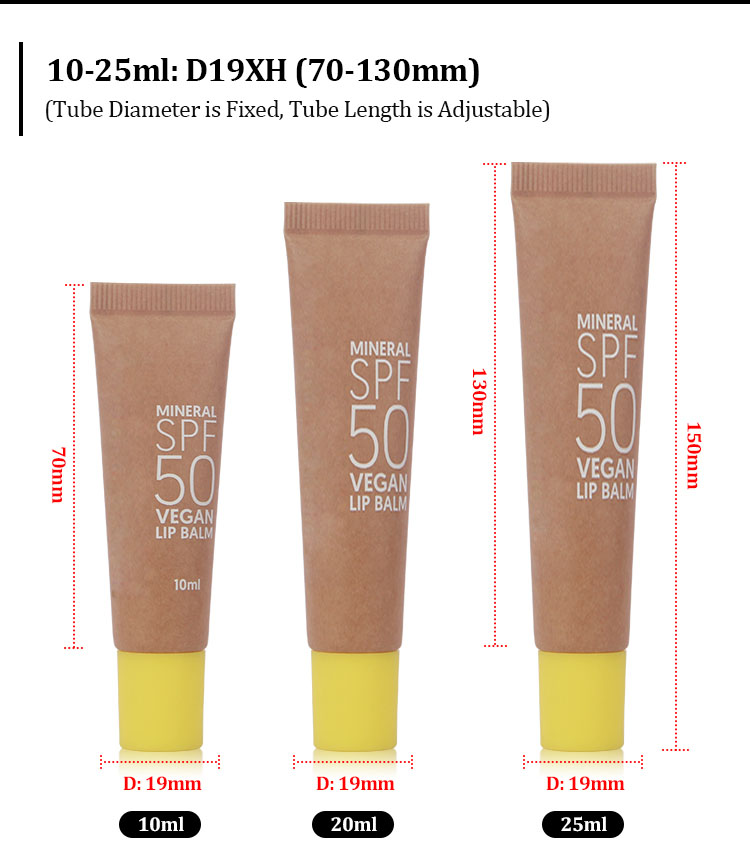 10-25ml: D19XH (70-130mm)
(Tube Diameter is Fixed, Tube Length is Adjustable)
70mm
MINERAL
SPF
50
VEGAN
LIP BALM
10ml
MINERAL
SPF
50
VEGAN
LIP BALM
130mm
MINERAL
SPF
50
VEGAN
LIP BALM
150mm
D: 19mm
D: 19mm
D: 19mm
10ml
20ml
25ml